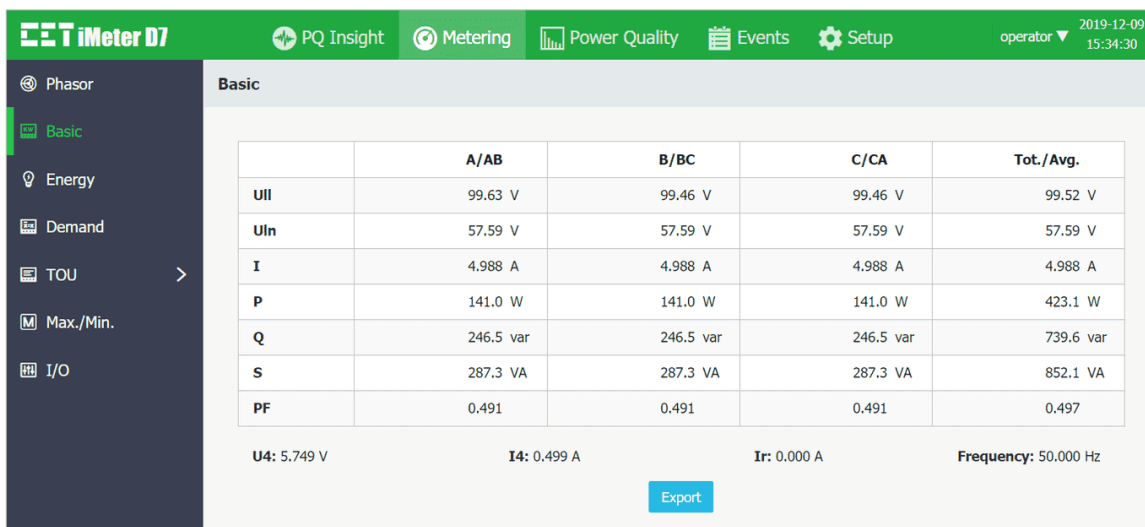 CET iMeter D7
PQ Insight
Metering
Power Quality
Events
Setup
operator ▼
2019-12-09
15:34:30
Phasor
Basic
Energy
Demand
TOU >
M Max./Min.
I/O
Basic
A/AB B/BC C/CA Tot./Avg.
Ull 99.63 V 99.46 V 99.46 V 99.52 V
Uln 57.59 V 57.59 V 57.59 V 57.59 V
I 4.988 A 4.988 A 4.988 A 4.988 A
P 141.0 W 141.0 W 141.0 W 423.1 W
Q 246.5 var 246.5 var 246.5 var 739.6 var
S 287.3 VA 287.3 VA 287.3 VA 852.1 VA
PF 0.491 0.491 0.491 0.497
U4: 5.749 V I4: 0.499 A Ir: 0.000 A Frequency: 50.000 Hz
Export